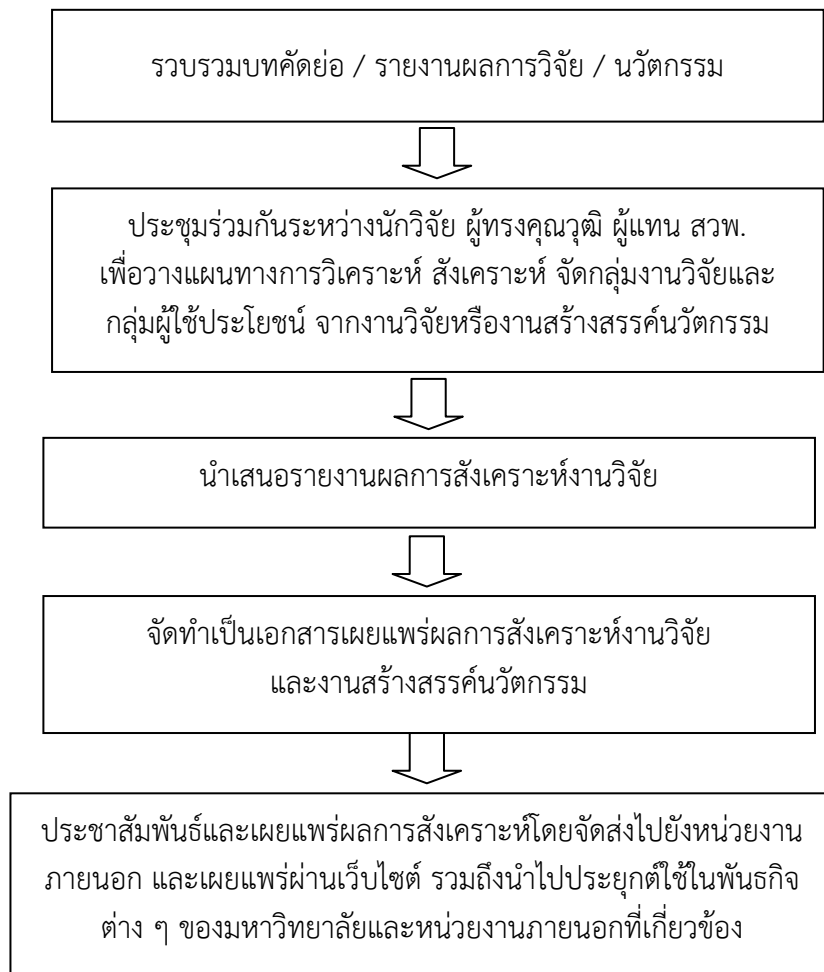 รวบรวมบทคัดย่อ / รายงานผลการวิจัย / นวัตกรรม
ประชุมร่วมกันระหว่างนักวิจัย ผู้ทรงคุณวุฒิ ผู้แทน สวพ.
เพื่อวางแผนทางการวิเคราะห์ สังเคราะห์ จัดกลุ่มงานวิจัยและ
กลุ่มผู้ใช้ประโยชน์ จากงานวิจัยหรืองานสร้างสรรค์นวัตกรรม
นำเสนอรายงานผลการสังเคราะห์งานวิจัย
จัดทำเป็นเอกสารเผยแพร่ผลการสังเคราะห์งานวิจัย
และงานสร้างสรรค์นวัตกรรม
ประชาสัมพันธ์และเผยแพร่ผลการสังเคราะห์โดยจัดส่งไปยังหน่วยงาน
ภายนอก และเผยแพร่ผ่านเว็บไซต์ รวมถึงนำไปประยุกต์ใช้ในพันธกิจ
ต่าง ๆ ของมหาวิทยาลัยและหน่วยงานภายนอกที่เกี่ยวข้อง